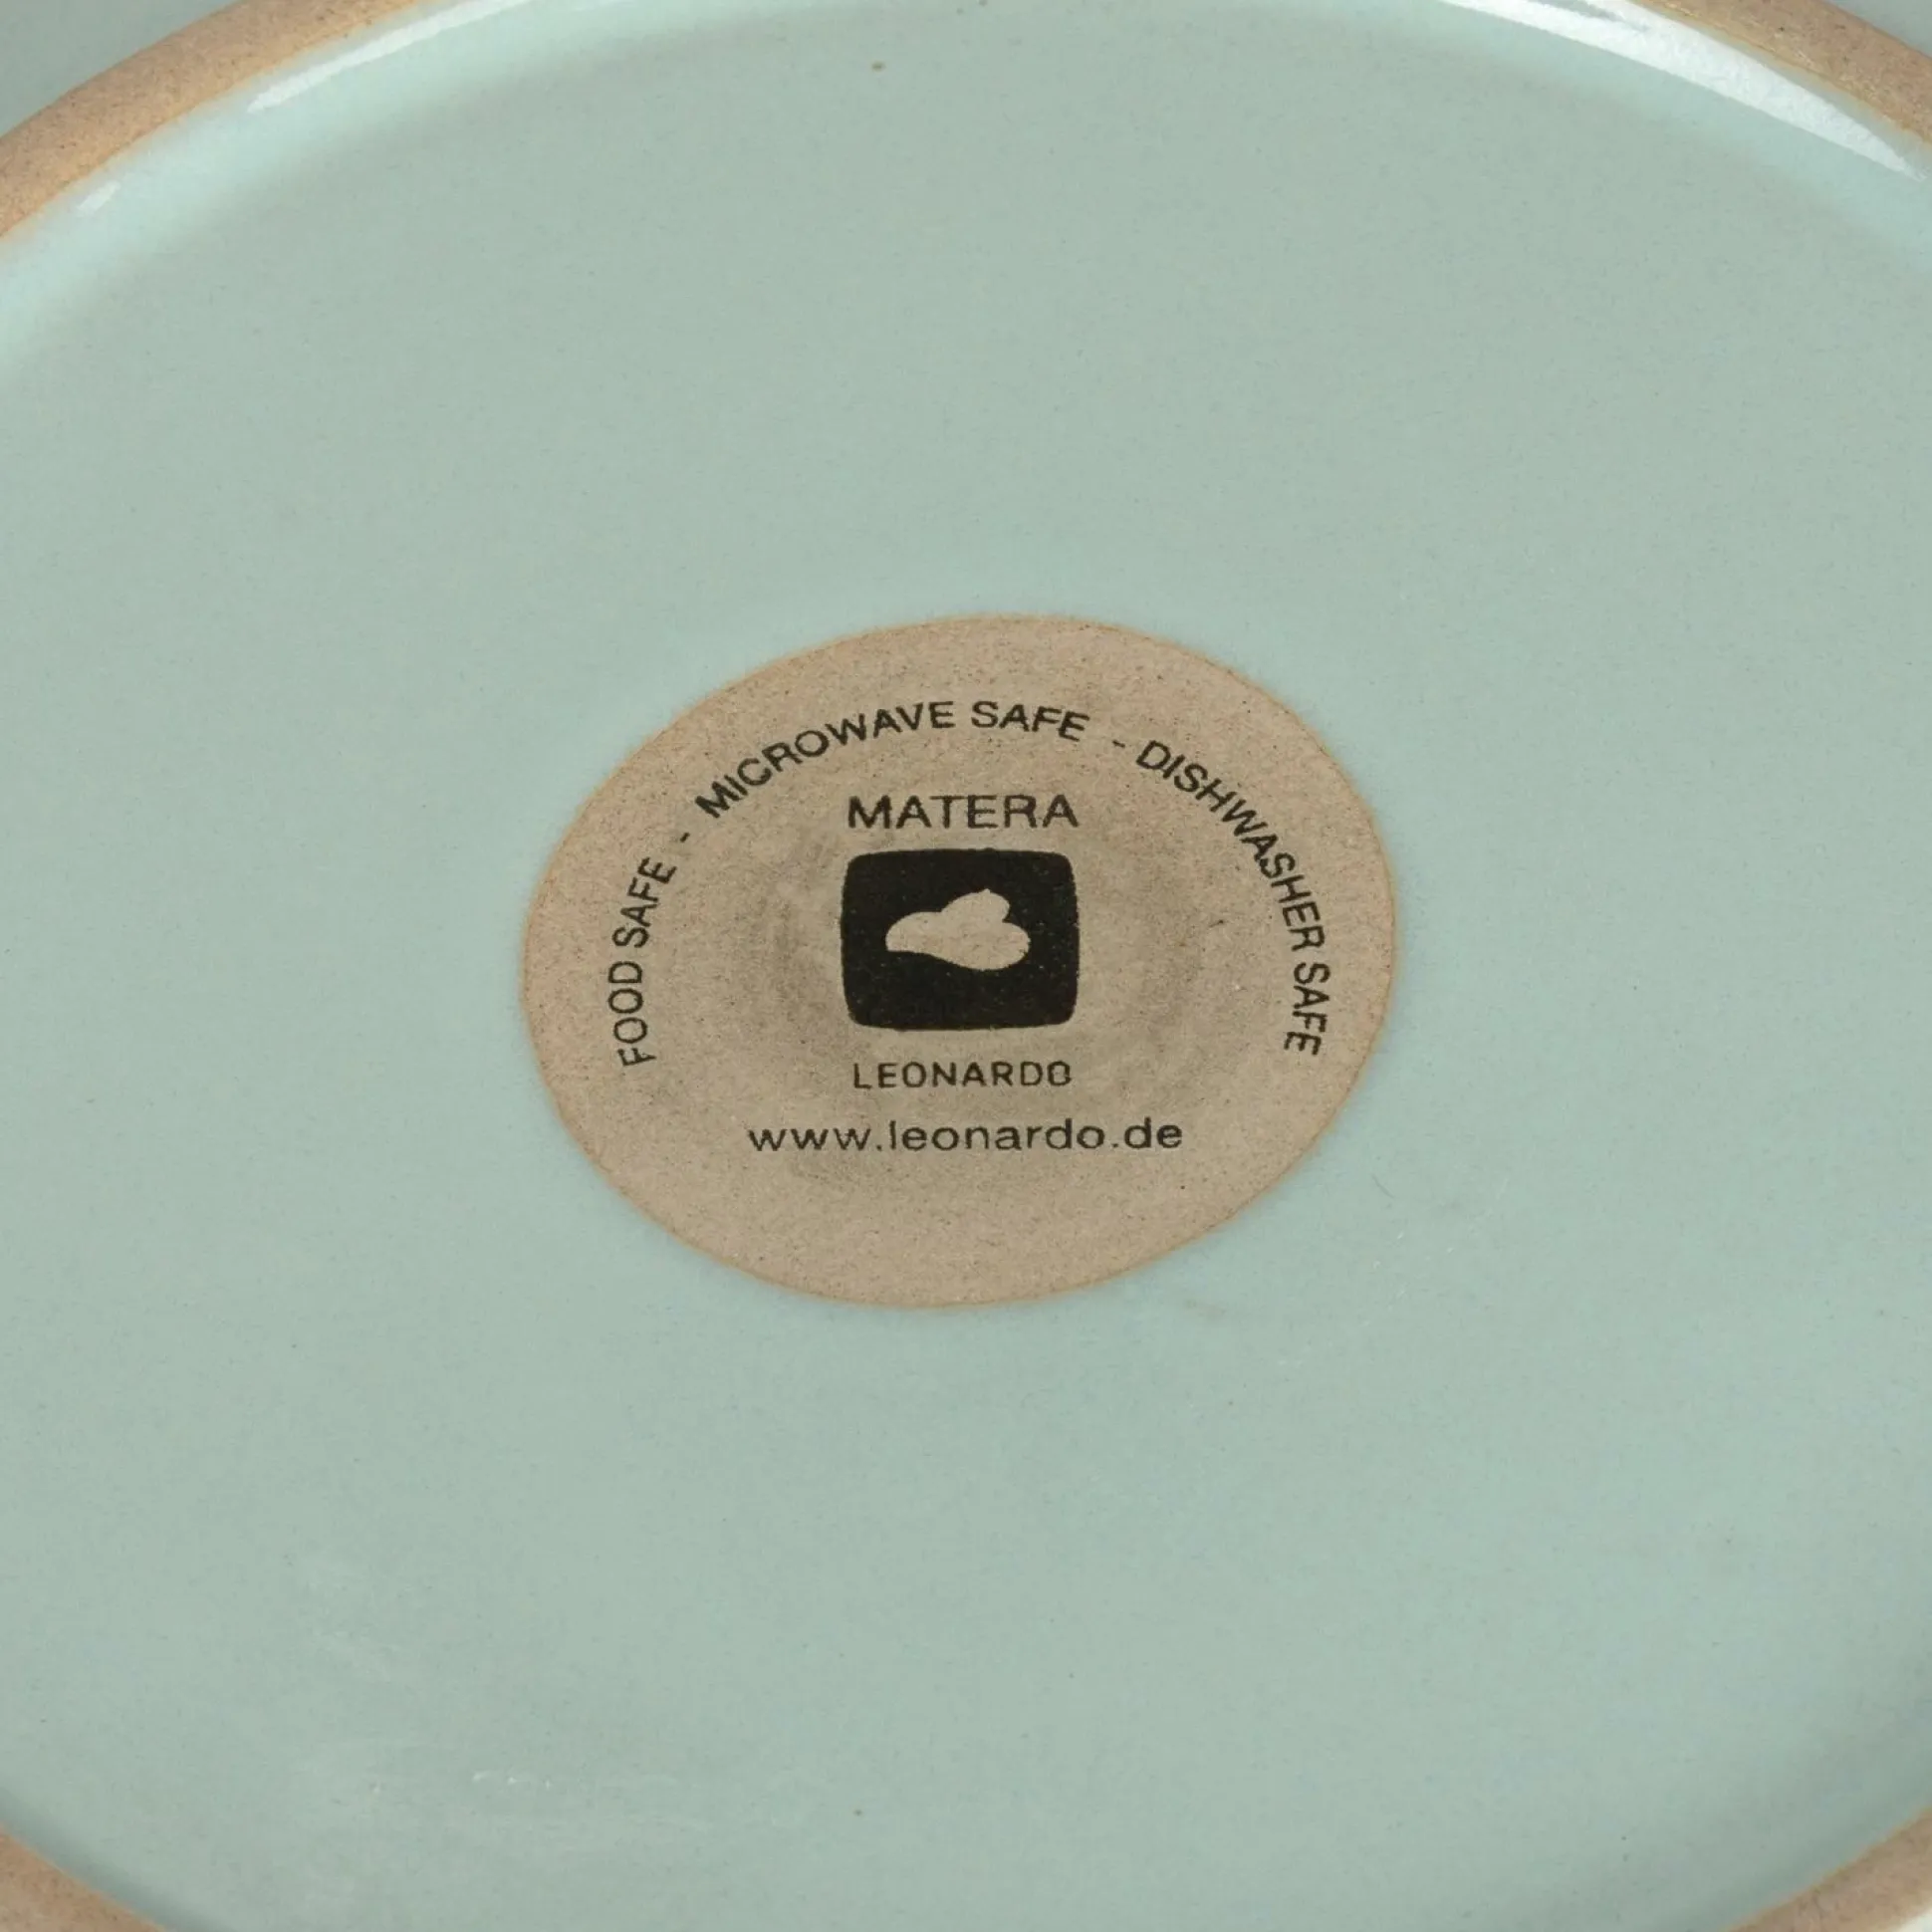 FOOD SAFE - MICROWAVE SAFE - DISHWASHER SAFE
MATERA
LEONARDO
www.leonardo.de